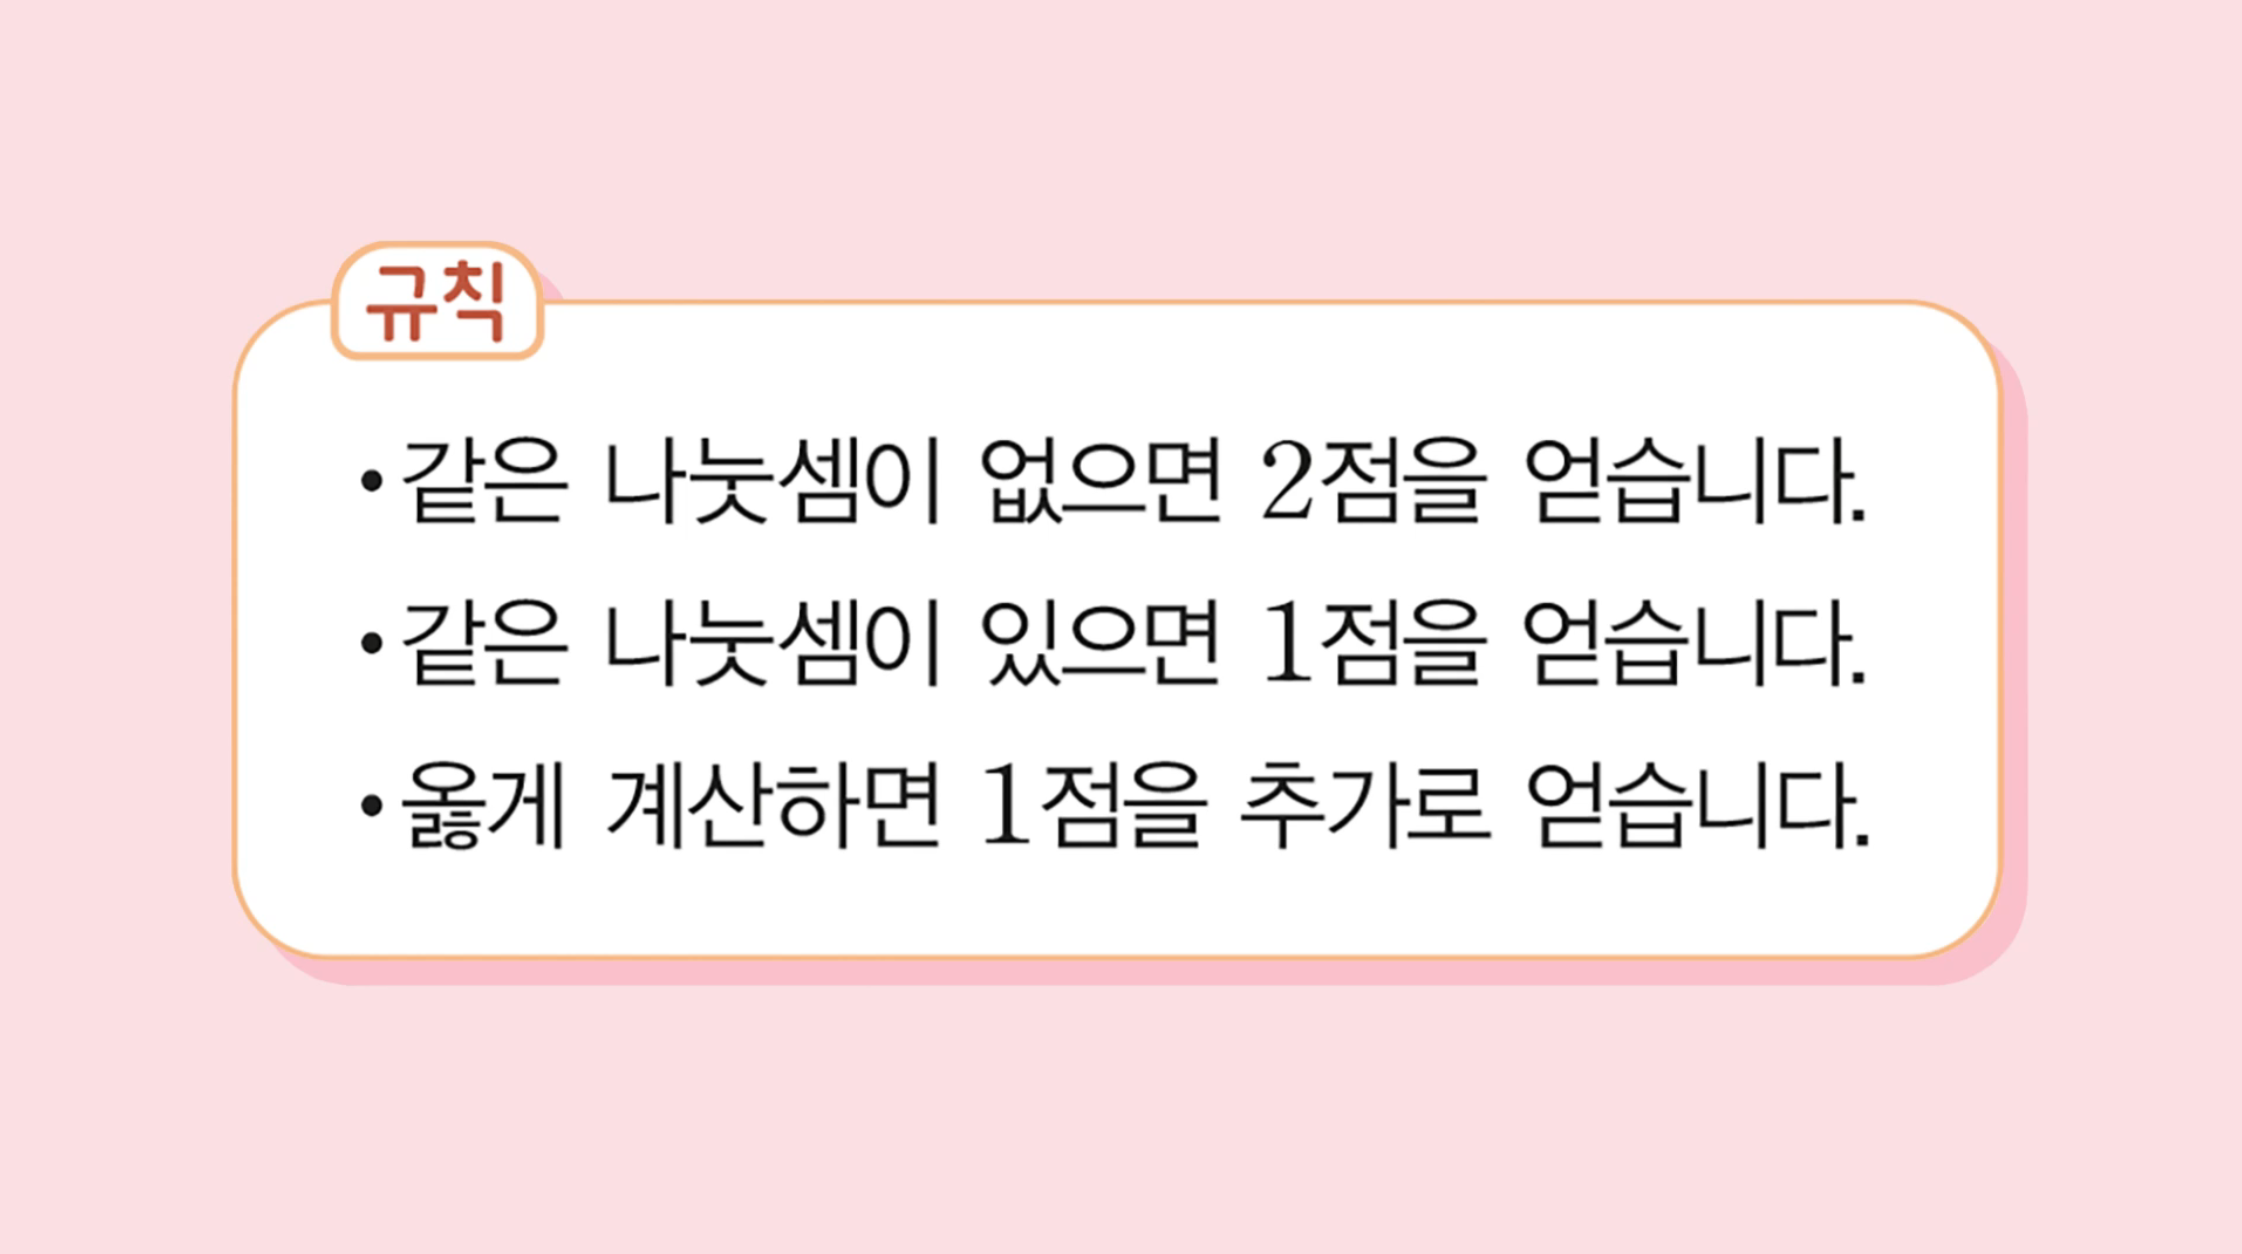 규칙
• 같은 나눗셈이 없으면 2점을 얻습니다.
• 같은 나눗셈이 있으면 1점을 얻습니다.
• 옳게 계산하면 1점을 추가로 얻습니다.